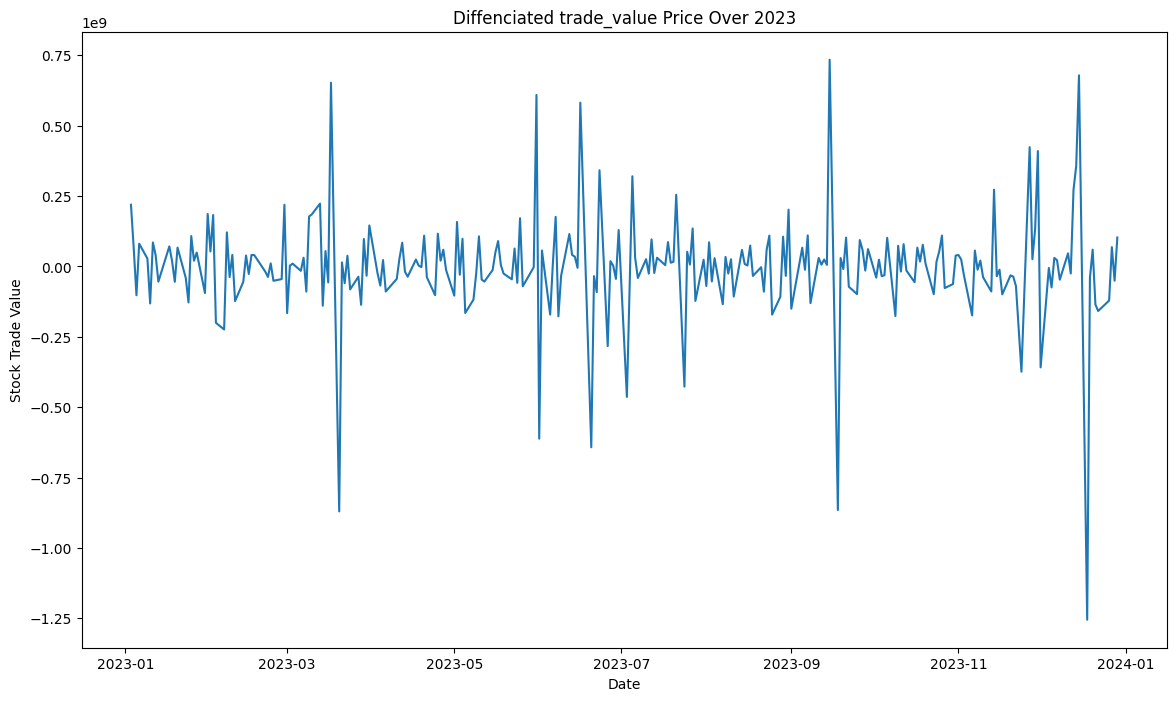 Diffenciated trade_value Price Over 2023
1e9
0.75
0.50
0.25
0.00
−0.25
−0.50
−0.75
−1.00
−1.25
Stock Trade Value
2023-01 2023-03 2023-05 2023-07 2023-09 2023-11 2024-01
Date